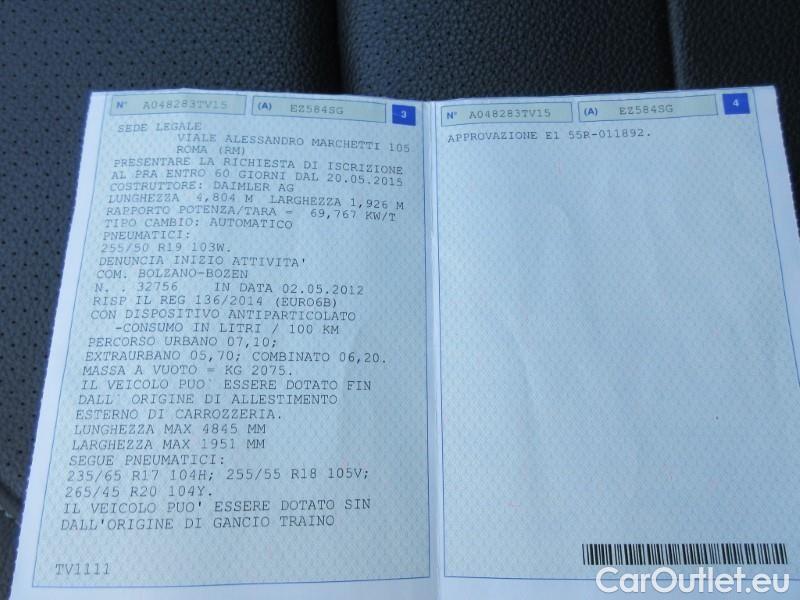 N° A048283TV15 (A) EZ584SG 3
SEDE LEGALE
VIALE ALESSANDRO MARCHETTI 105
ROMA (RM)
PRESENTARE LA RICHIESTA DI ISCRIZIONE
AL PRA ENTRO 60 GIORNI DAL 20.05.2015
COSTRUTTORE: DAIMLER AG
LUNGHEZZA 4,804 M LARGHEZZA 1,926 M
RAPPORTO POTENZA/TARA = 69,767 KW/T
TIPO CAMBIO: AUTOMATICO
PNEUMATICI:
255/50 R19 103W.
DENUNCIA INIZIO ATTIVITA'
COM. BOLZANO-BOZEN
N. . 32756 IN DATA 02.05.2012
RISP IL REG 136/2014 (EURO6B)
CON DISPOSITIVO ANTIPARTICOLATO
-CONSUMO IN LITRI / 100 KM
PERCORSO URBANO 07,10;
EXTRAURBANO 05,70; COMBINATO 06,20.
MASSA A VUOTO = KG 2075.
IL VEICOLO PUO` ESSERE DOTATO FIN
DALL` ORIGINE DI ALLESTIMENTO
ESTERNO DI CARROZZERIA.
LUNGHEZZA MAX 4845 MM
LARGHEZZA MAX 1951 MM
SEGUE PNEUMATICI:
235/65 R17 104H; 255/55 R18 105V;
265/45 R20 104Y.
IL VEICOLO PUO' ESSERE DOTATO SIN
DALL'ORIGINE DI GANCIO TRAINO
TV1111
N° A048283TV15 (A) EZ584SG 4
APPROVAZIONE E1 55R-011892.
CarOutlet.eu